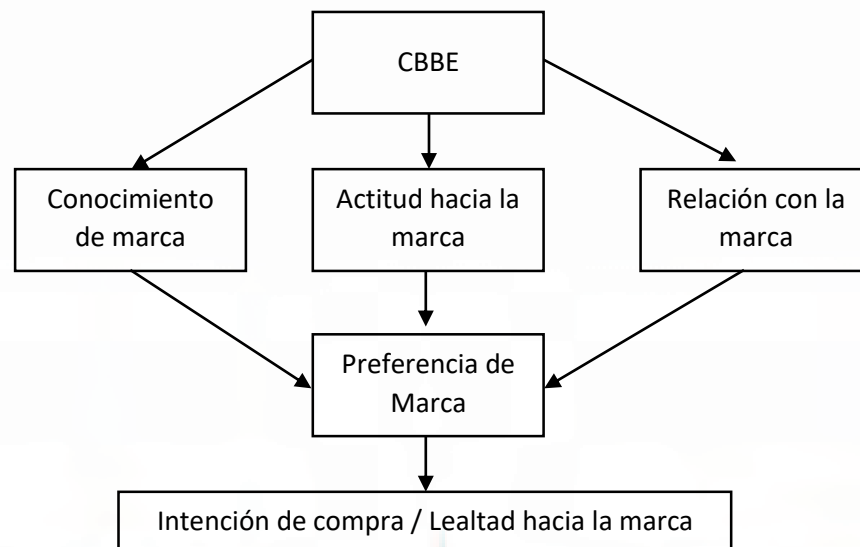 CBBE
Conocimiento
de marca
Actitud hacia la
marca
Relación con la
marca
Preferencia de
Marca
Intención de compra / Lealtad hacia la marca